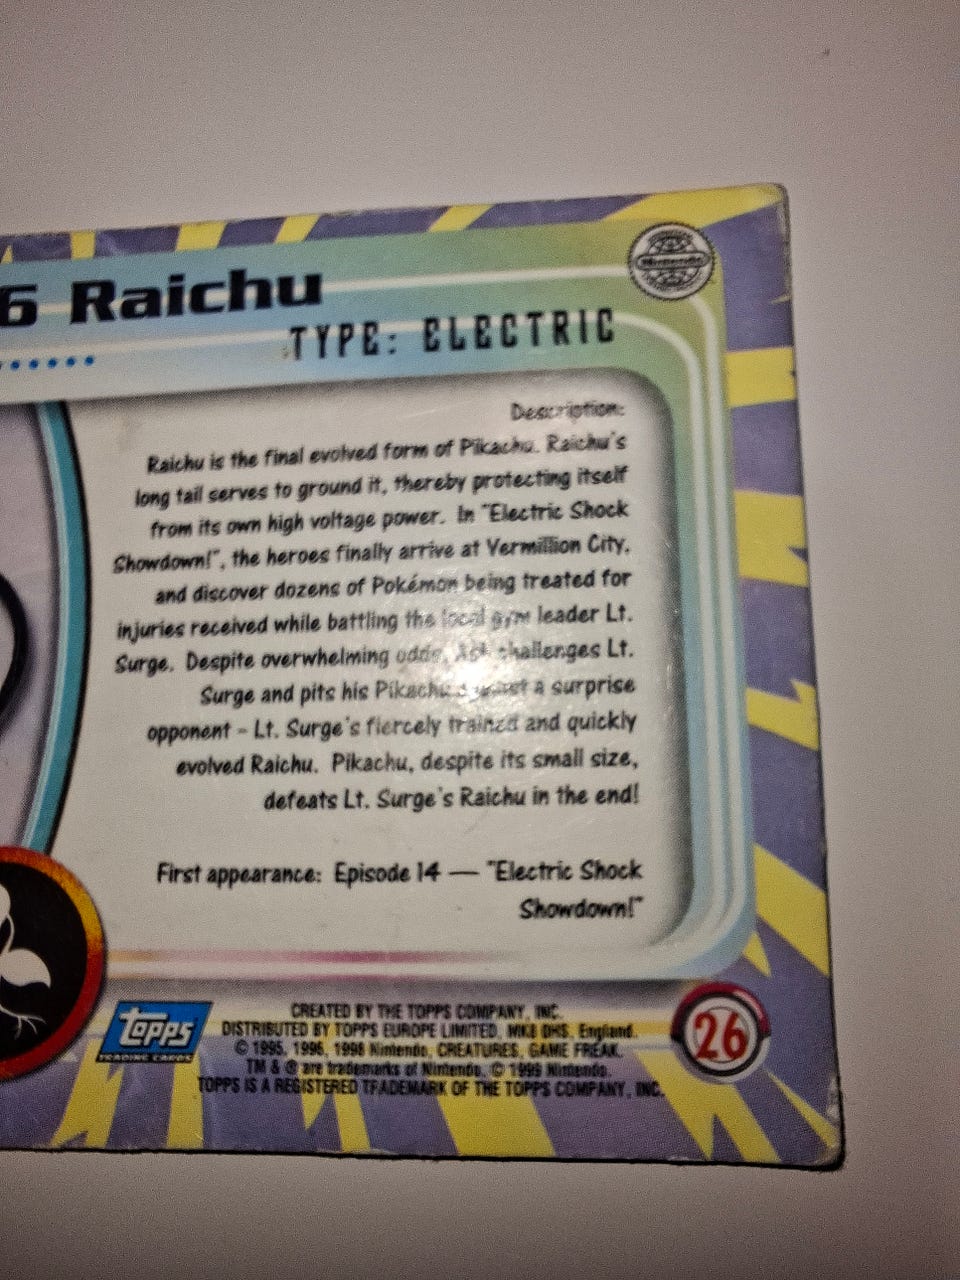 6 Raichu
Nintendo
TYPE: ELECTRIC
Description:
Raichu is the final evolved form of Pikachu. Raichu's
long tail serves to ground it, thereby protecting itself
from its own high voltage power. In "Electric Shock
Showdown!", the heroes finally arrive at Vermillion City,
and discover dozens of Pokémon being treated for
injuries received while battling the local gym leader Lt.
Surge. Despite overwhelming odds, Ash challenges Lt.
Surge and pits his Pikachu against a surprise
opponent – Lt. Surge's fiercely trained and quickly
evolved Raichu. Pikachu, despite its small size,
defeats Lt. Surge's Raichu in the end!
First appearance: Episode 14 — "Electric Shock
Showdown!"
Topps
TRADING CARDS
CREATED BY THE TOPPS COMPANY, INC.
DISTRIBUTED BY TOPPS EUROPE LIMITED, England.
© 1995, 1996, 1998 Nintendo, CREATURES, GAME FREAK.
TM & ® are trademarks of Nintendo. © 1999 Nintendo.
TOPPS IS A REGISTERED TRADEMARK OF THE TOPPS COMPANY, INC.
26